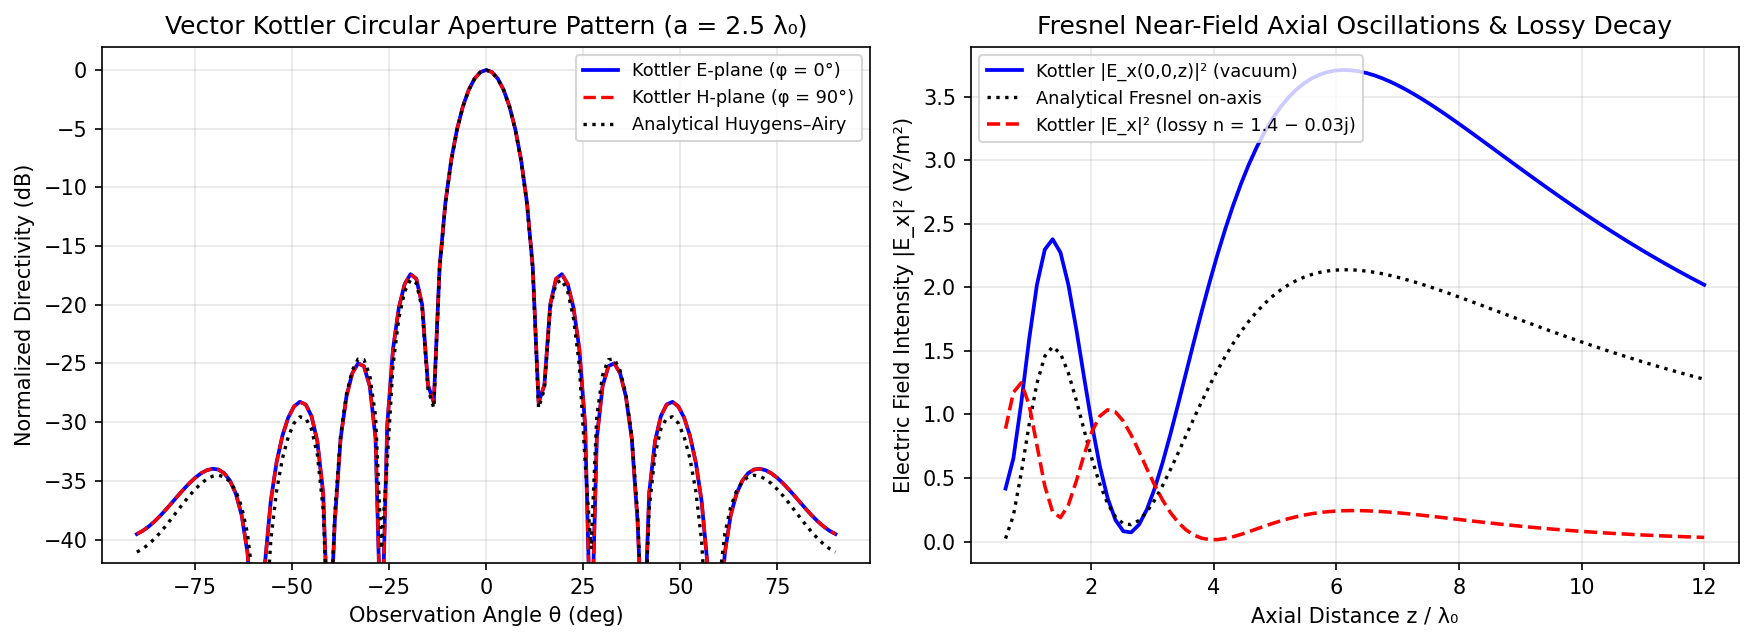 Vector Kottler Circular Aperture Pattern (a = 2.5 λ₀)
Kottler E-plane (φ = 0°)
Kottler H-plane (φ = 90°)
Analytical Huygens–Airy
Normalized Directivity (dB)
0
−5
−10
−15
−20
−25
−30
−35
−40
−75
−50
−25
0
25
50
75
Observation Angle θ (deg)
Fresnel Near-Field Axial Oscillations & Lossy Decay
Kottler |E_x(0,0,z)|² (vacuum)
Analytical Fresnel on-axis
Kottler |E_x|² (lossy n = 1.4 − 0.03j)
Electric Field Intensity |E_x|² (V²/m²)
3.5
3.0
2.5
2.0
1.5
1.0
0.5
0.0
2
4
6
8
10
12
Axial Distance z / λ₀